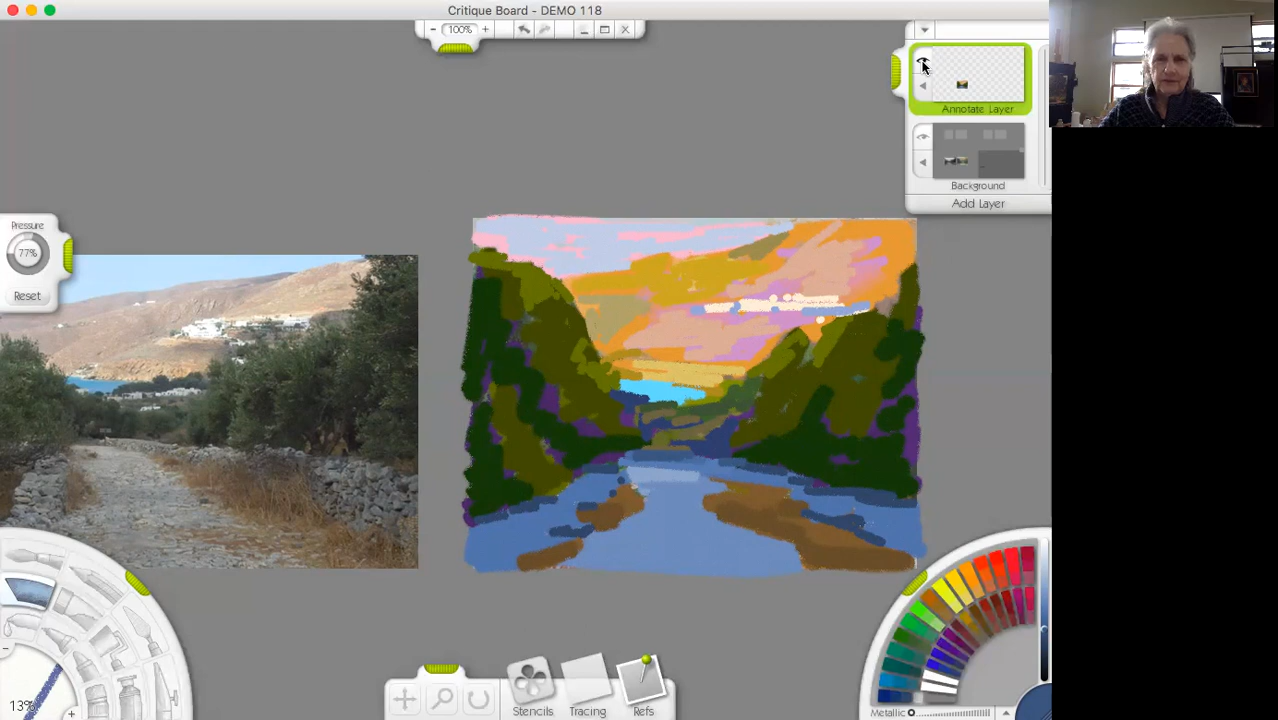 Critique Board - DEMO 118
- 100% +
Annotate Layer
Background
Add Layer
Pressure
77%
Reset
13%
Stencils
Tracing
Refs
Metallic